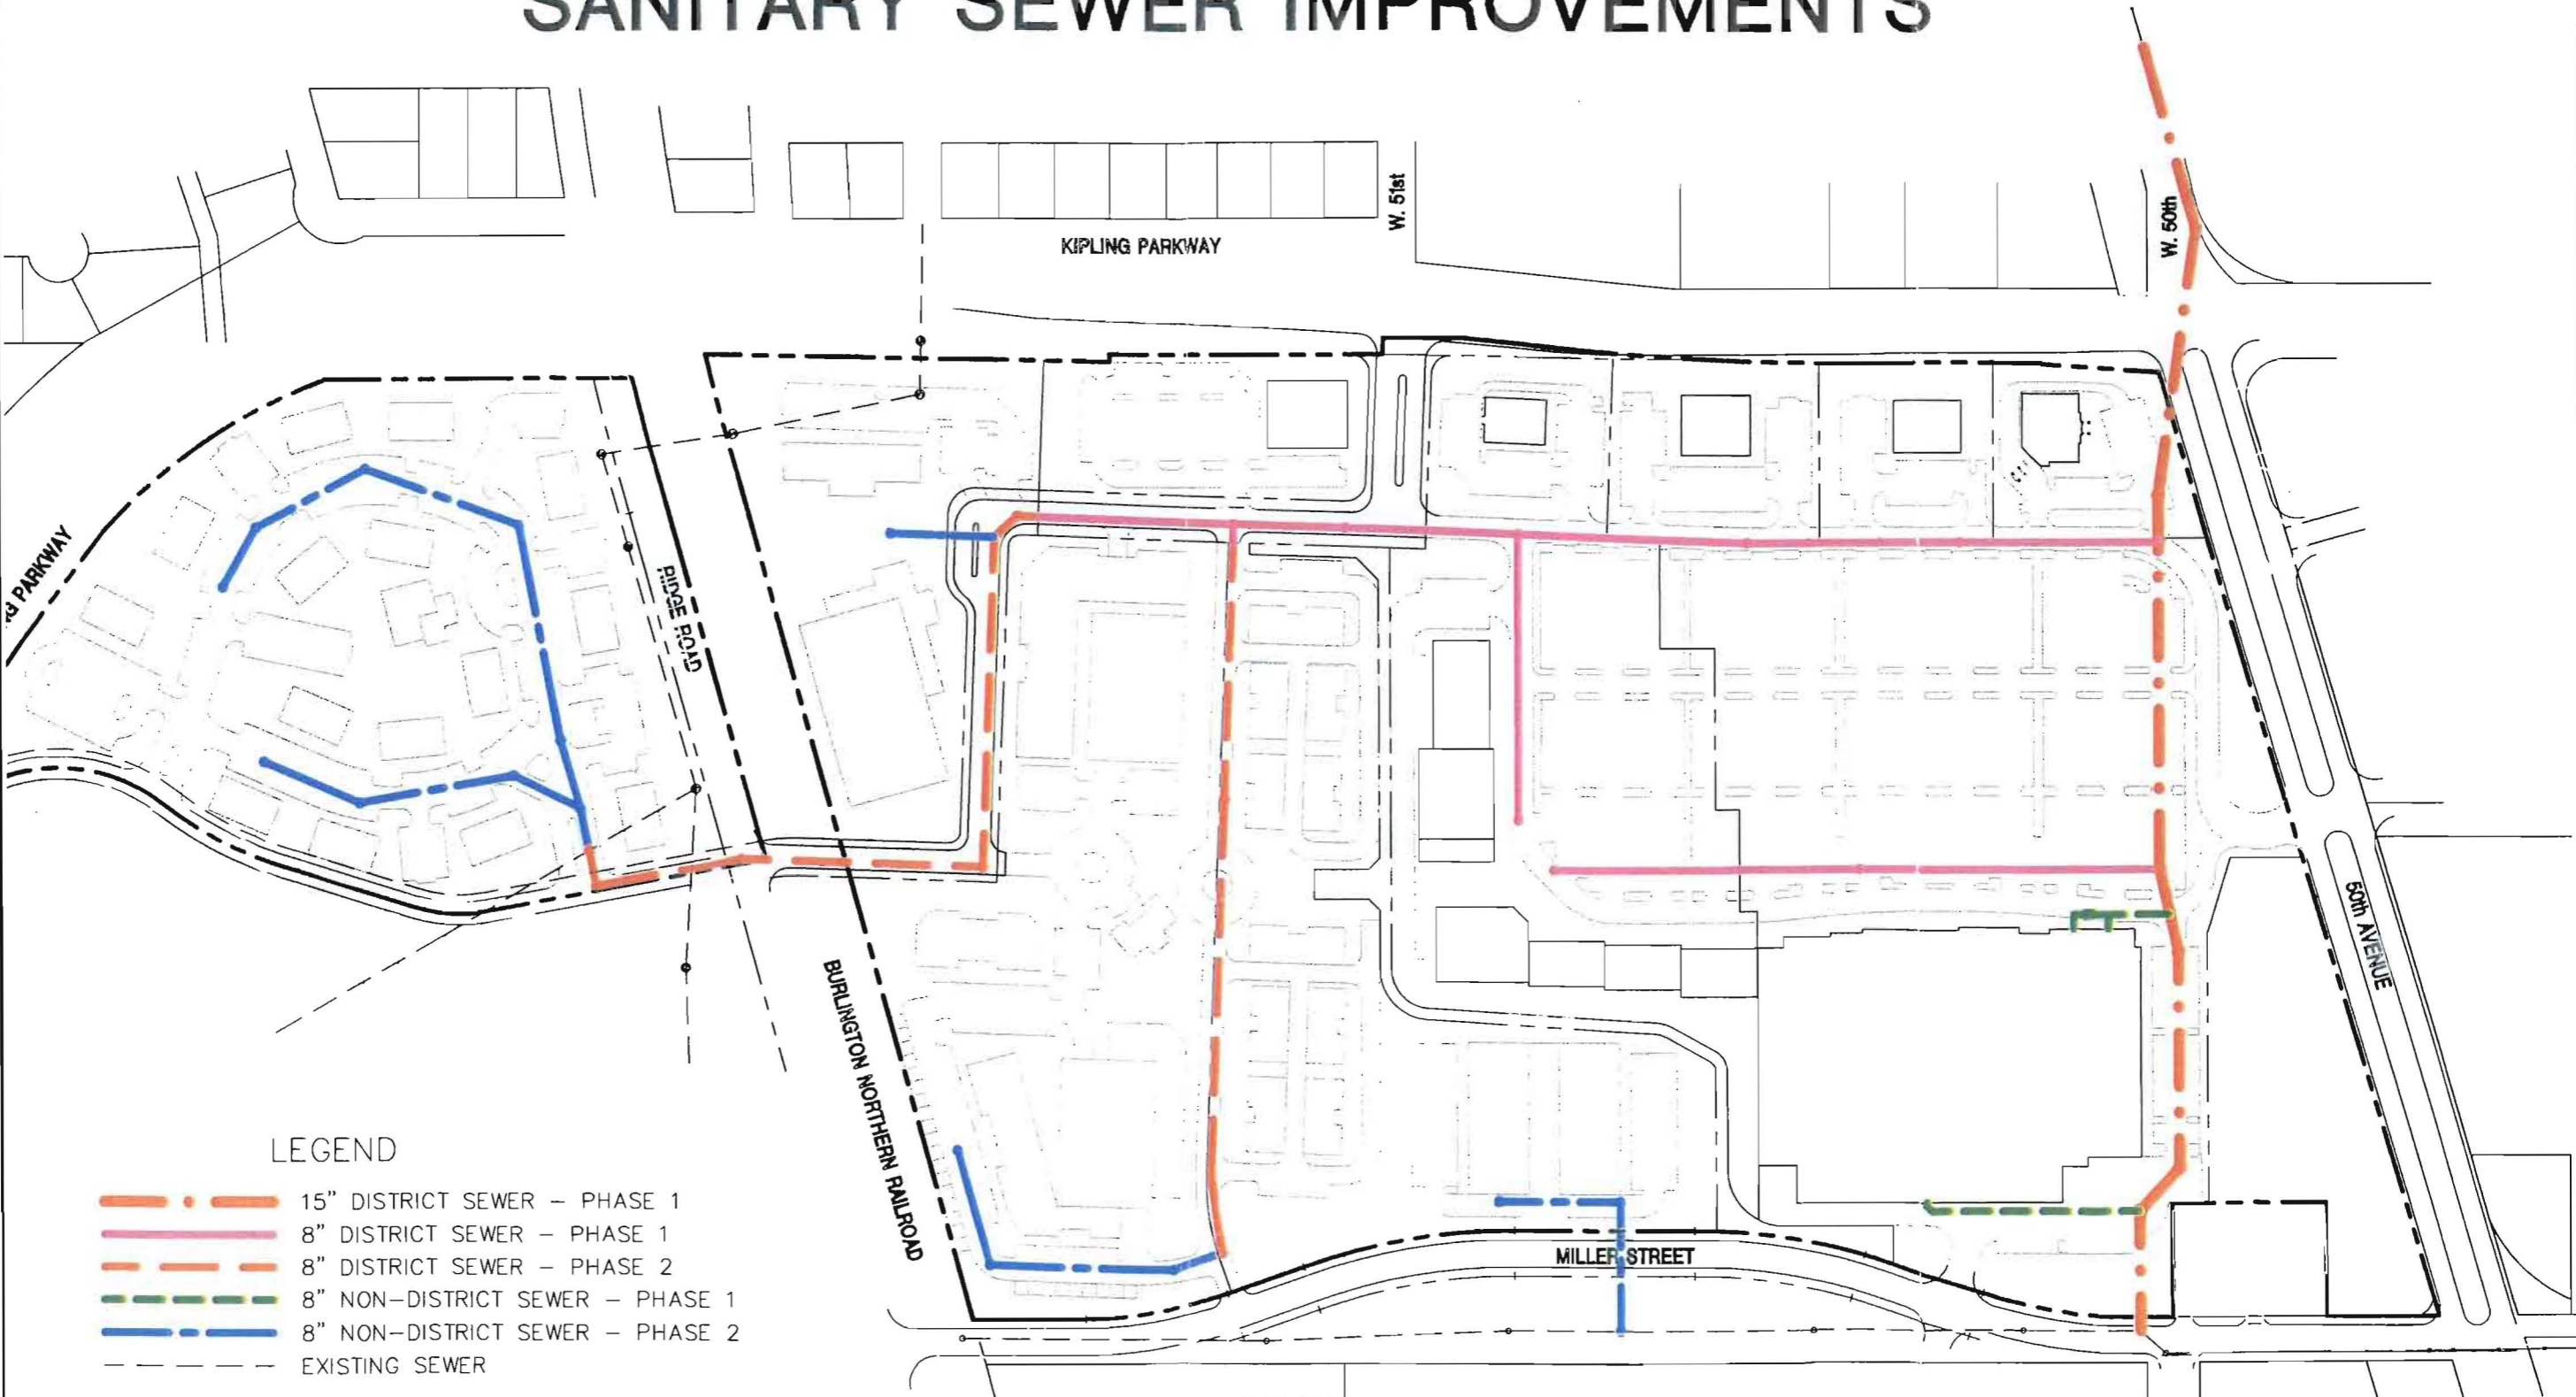 SANITARY SEWER IMPROVEMENTS
W. 51st
W. 50th
KIPLING PARKWAY
PARKWAY
RIDGE ROAD
50th AVENUE
BURLINGTON NORTHERN RAILROAD
MILLER STREET
LEGEND
15" DISTRICT SEWER - PHASE 1
8" DISTRICT SEWER - PHASE 1
8" DISTRICT SEWER - PHASE 2
8" NON-DISTRICT SEWER - PHASE 1
8" NON-DISTRICT SEWER - PHASE 2
EXISTING SEWER